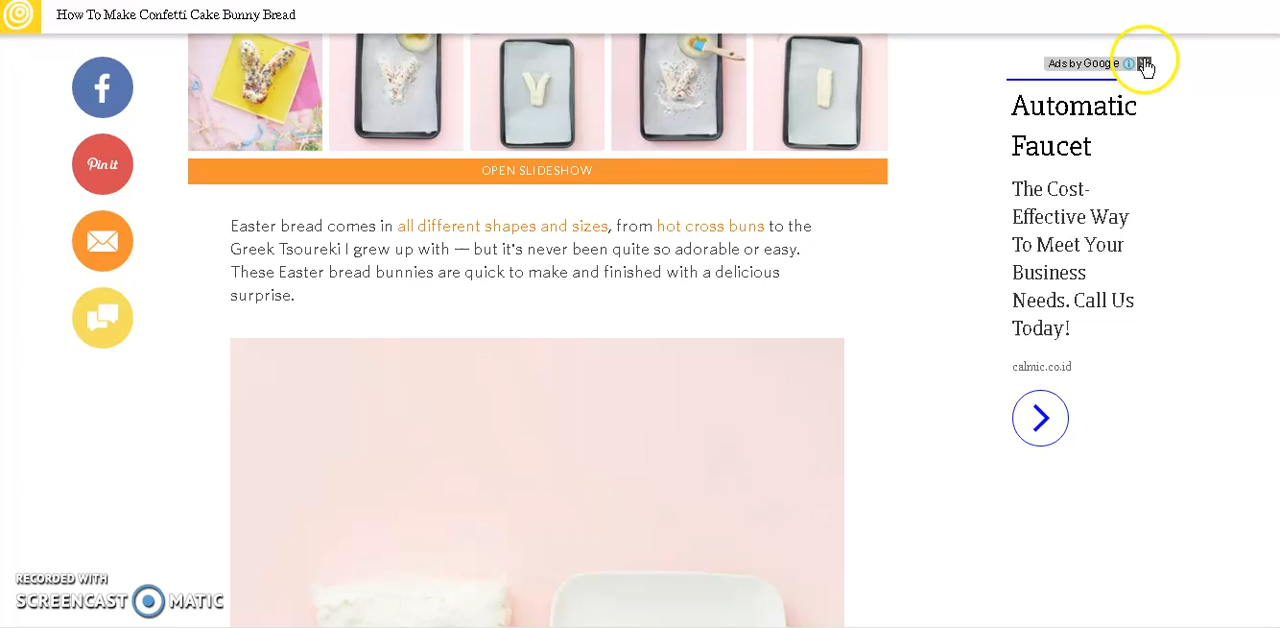 How To Make Confetti Cake Bunny Bread
Ads by Google
OPEN SLIDESHOW
Pin it
Easter bread comes in all different shapes and sizes, from hot cross buns to the
Greek Tsoureki I grew up with — but it's never been quite so adorable or easy.
These Easter bread bunnies are quick to make and finished with a delicious
surprise.
Automatic
Faucet
The Cost-
Effective Way
To Meet Your
Business
Needs. Call Us
Today!
calmic.co.id
RECORDED WITH
SCREENCAST MATIC